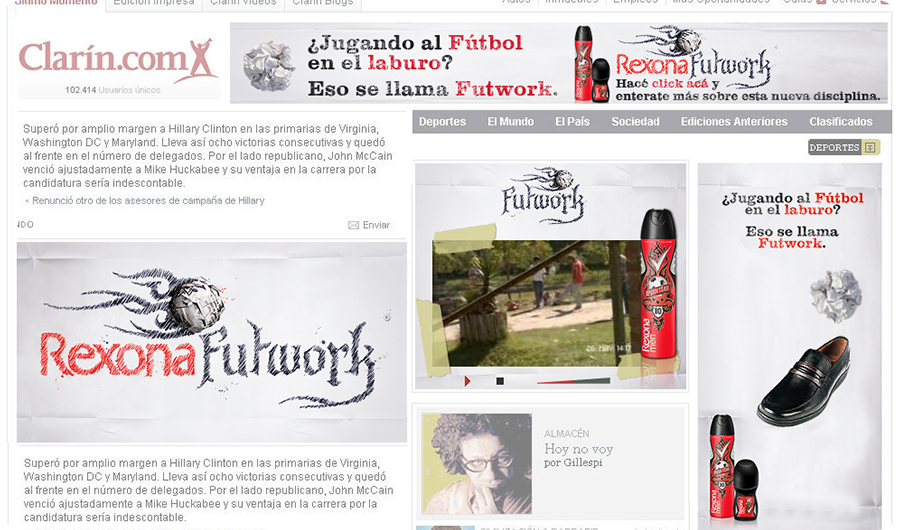 Último Momento
Edición Impresa
Clarín Videos
Clarín Blogs
Autos
Inmuebles
Empleos
Más Oportunidades
Guías
Servicios
Clarín.com
102.414 Usuarios únicos
¿Jugando al Fútbol
en el laburo?
Eso se llama Futwork.
Rexona Futwork
Hacé click acá y
enterate más sobre esta nueva disciplina.
Deportes
El Mundo
El País
Sociedad
Ediciones Anteriores
Clasificados
DEPORTES
Superó por amplio margen a Hillary Clinton en las primarias de Virginia,
Washington DC y Maryland. Lleva así ocho victorias consecutivas y quedó
al frente en el número de delegados. Por el lado republicano, John McCain
venció ajustadamente a Mike Huckabee y su ventaja en la carrera por la
candidatura sería indescontable.
Renunció otro de los asesores de campaña de Hillary
NDO
Enviar
Rexona Futwork
Superó por amplio margen a Hillary Clinton en las primarias de Virginia,
Washington DC y Maryland. Lleva así ocho victorias consecutivas y quedó
al frente en el número de delegados. Por el lado republicano, John McCain
venció ajustadamente a Mike Huckabee y su ventaja en la carrera por la
candidatura sería indescontable.
Futwork
26. Nov. 14:12
10
Rexona
men
ALMACÉN
Hoy no voy
por Gillespi
¿Jugando al Fútbol
en el laburo?
Eso se llama
Futwork.